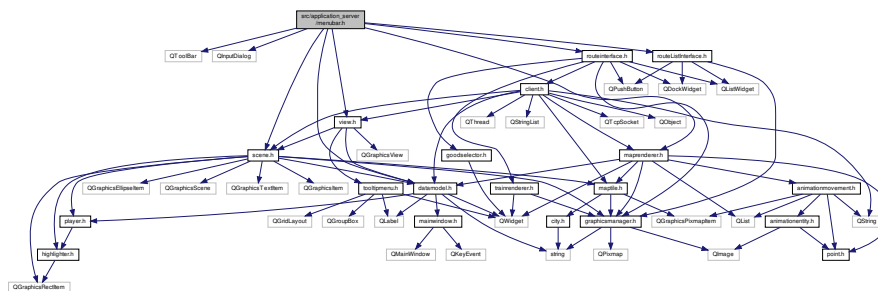 src/application_server
/menubar.h
QToolBar
QInputDialog
routeinterface.h
routeListInterface.h
client.h
QPushButton
QDockWidget
QListWidget
view.h
QThread
QStringList
QTcpSocket
QObject
scene.h
QGraphicsView
goodselector.h
maprenderer.h
QGraphicsEllipseItem
QGraphicsScene
QGraphicsTextItem
QGraphicsItem
tooltipmenu.h
datamodel.h
trainrenderer.h
maptile.h
animationmovement.h
player.h
QGridLayout
QGroupBox
QLabel
mainwindow.h
QWidget
city.h
graphicsmanager.h
QGraphicsPixmapItem
QList
animationentity.h
QString
highlighter.h
QMainWindow
QKeyEvent
string
QPixmap
QImage
point.h
QGraphicsRectItem